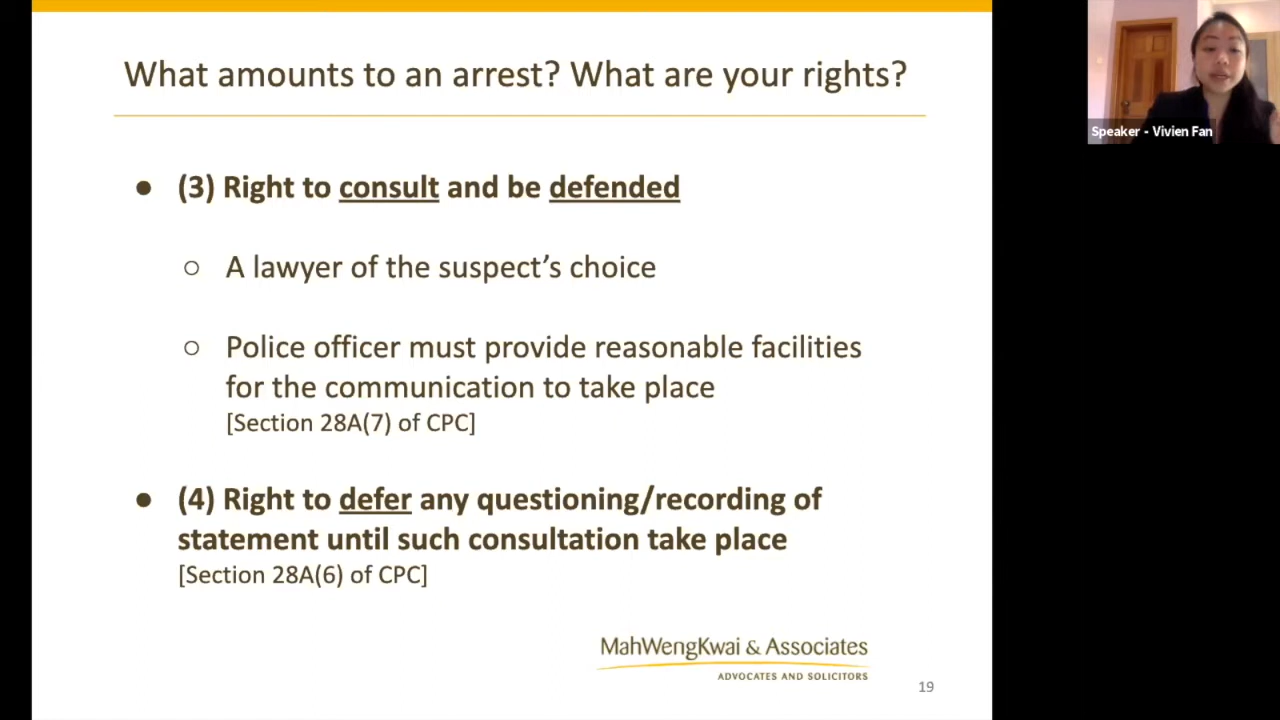 What amounts to an arrest? What are your rights?
Speaker - Vivien Fan
● (3) Right to consult and be defended
○ A lawyer of the suspect’s choice
○ Police officer must provide reasonable facilities
for the communication to take place
[Section 28A(7) of CPC]
● (4) Right to defer any questioning/recording of
statement until such consultation take place
[Section 28A(6) of CPC]
MahWengKwai & Associates
ADVOCATES AND SOLICITORS
19